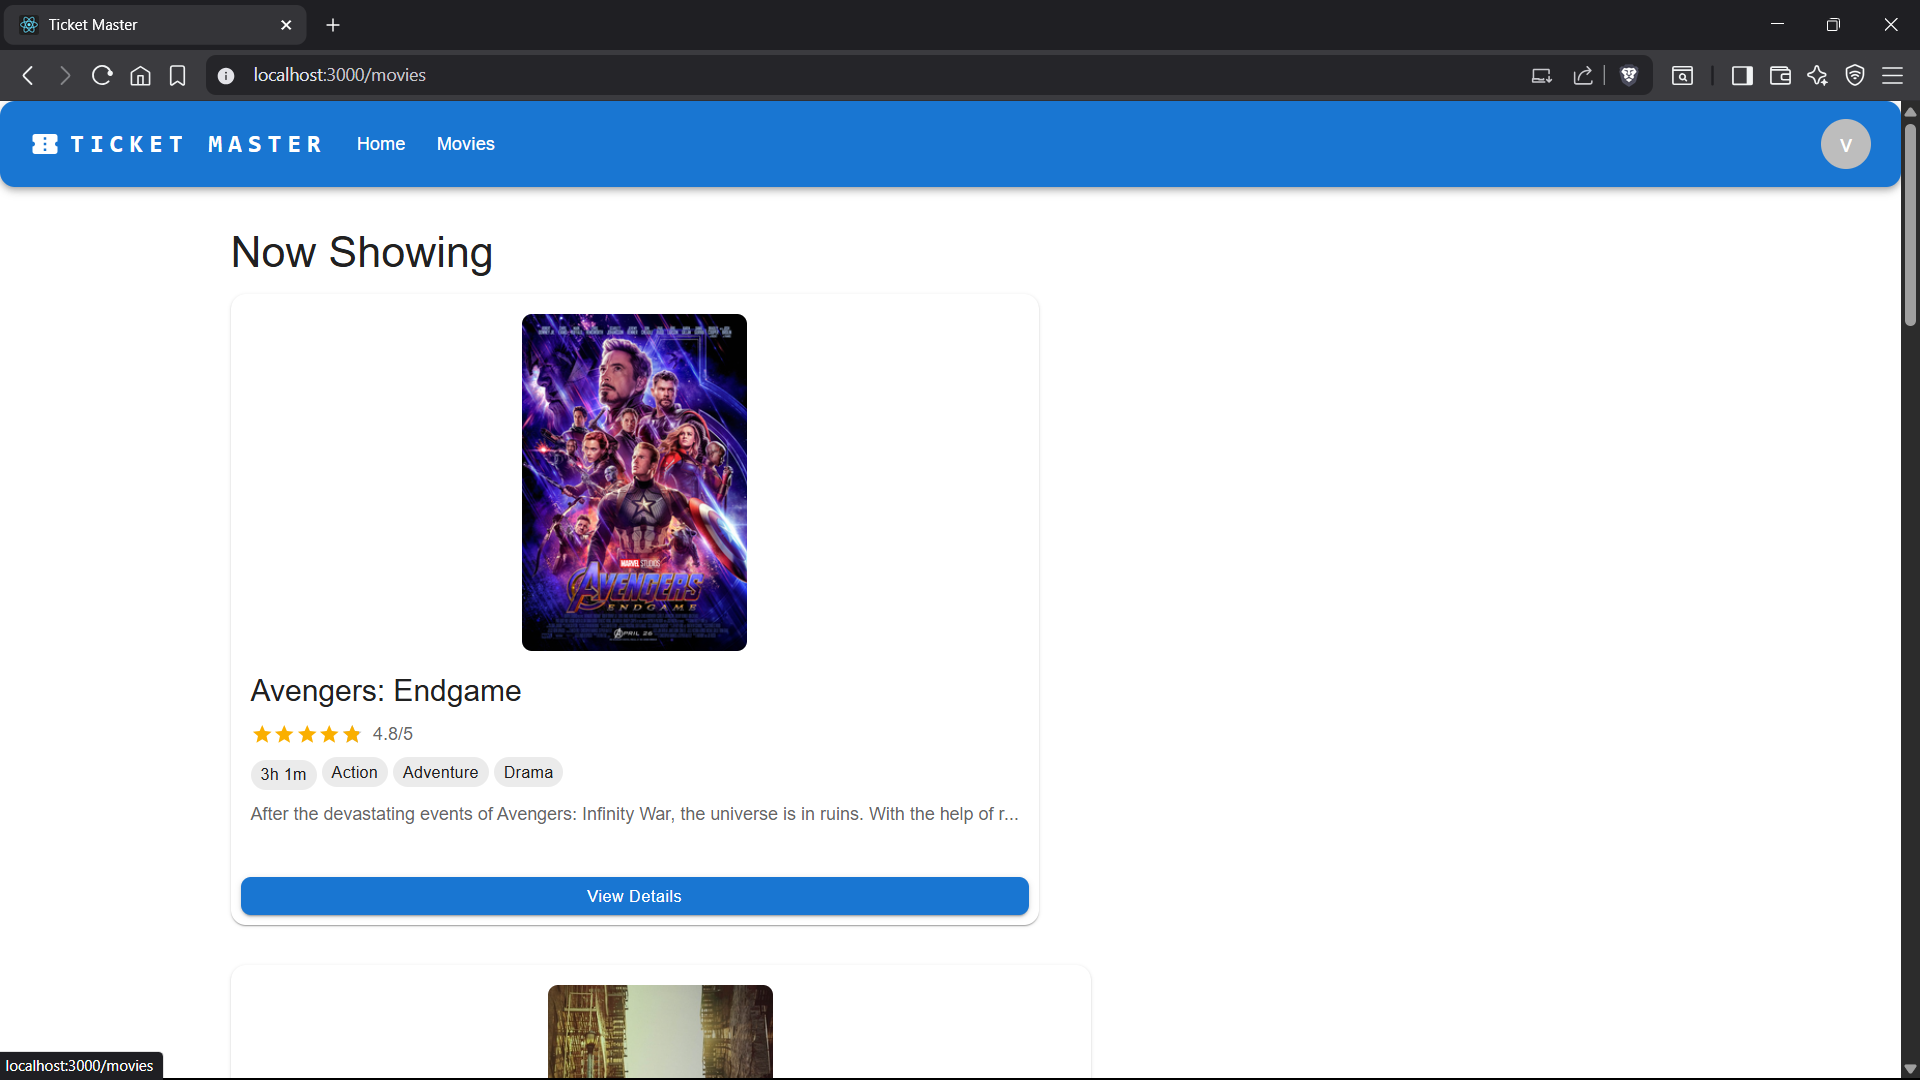 Ticket Master
localhost:3000/movies
TICKET MASTER
Home
Movies
V
Now Showing
MARVEL STUDIOS
AVENGERS
ENDGAME
APRIL 26
Avengers: Endgame
4.8/5
3h 1m
Action
Adventure
Drama
After the devastating events of Avengers: Infinity War, the universe is in ruins. With the help of r...
View Details
localhost:3000/movies